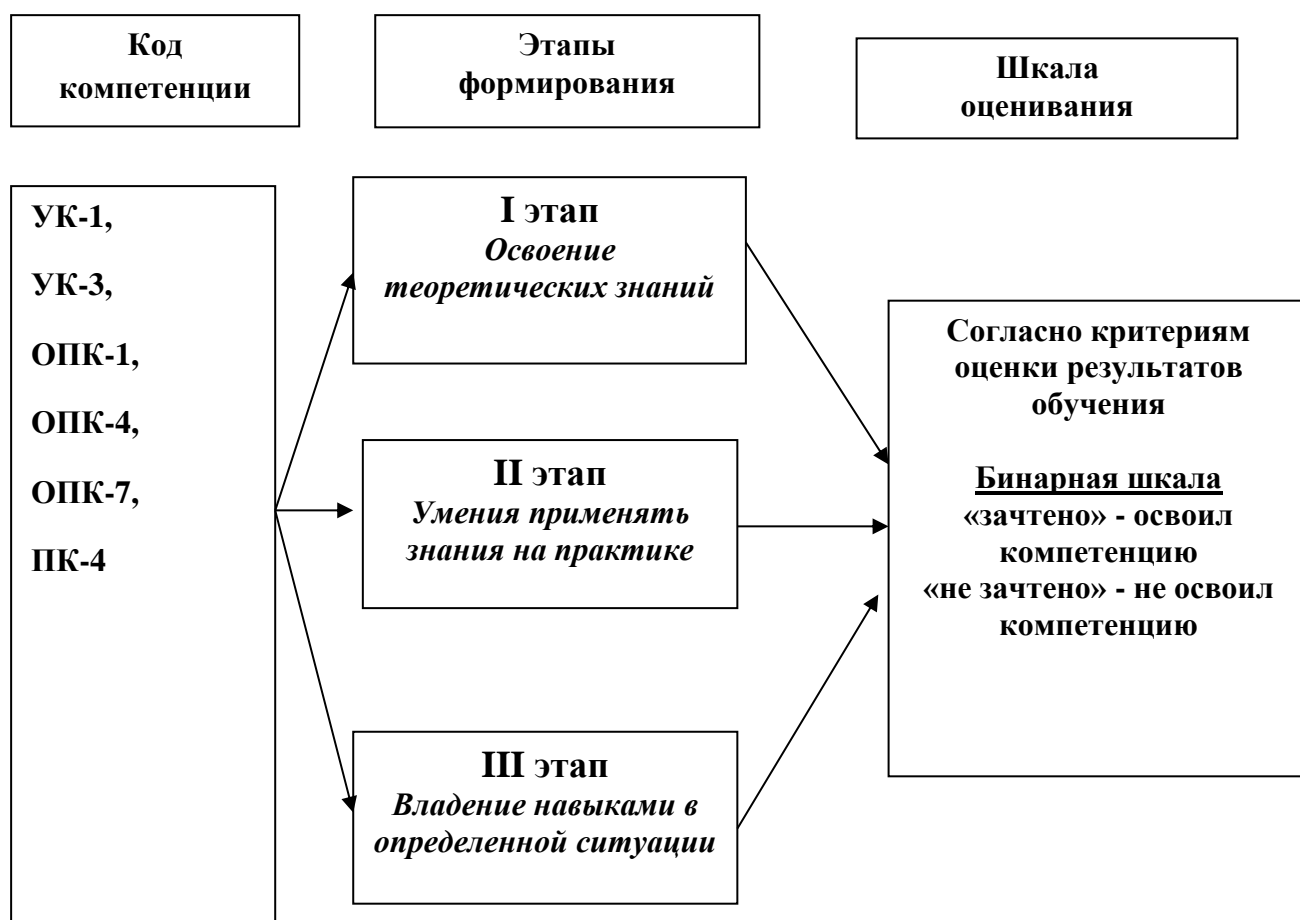 Код
компетенции
Этапы
формирования
Шкала
оценивания
УК-1,
УК-3,
ОПК-1,
ОПК-4,
ОПК-7,
ПК-4
I этап
Освоение
теоретических знаний
II этап
Умения применять
знания на практике
III этап
Владение навыками в
определенной ситуации
Согласно критериям
оценки результатов
обучения
Бинарная шкала
«зачтено» - освоил
компетенцию
«не зачтено» - не освоил
компетенцию